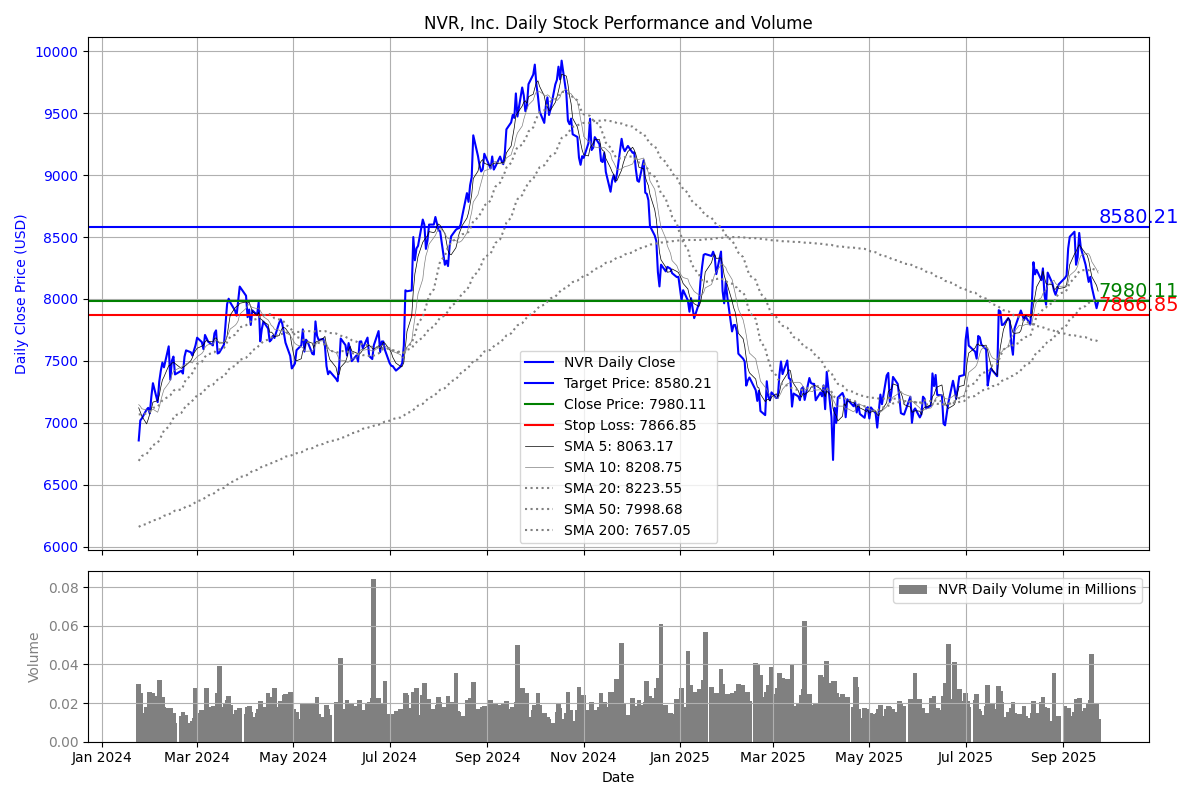 NVR, Inc. Daily Stock Performance and Volume
Daily Close Price (USD)
10000
9500
9000
8500
8000
7500
7000
6500
6000
8580.21
7980.11
7866.85
NVR Daily Close
Target Price: 8580.21
Close Price: 7980.11
Stop Loss: 7866.85
SMA 5: 8063.17
SMA 10: 8208.75
SMA 20: 8223.55
SMA 50: 7998.68
SMA 200: 7657.05
Volume
0.08
0.06
0.04
0.02
0.00
NVR Daily Volume in Millions
Jan 2024 Mar 2024 May 2024 Jul 2024 Sep 2024 Nov 2024 Jan 2025 Mar 2025 May 2025 Jul 2025 Sep 2025
Date